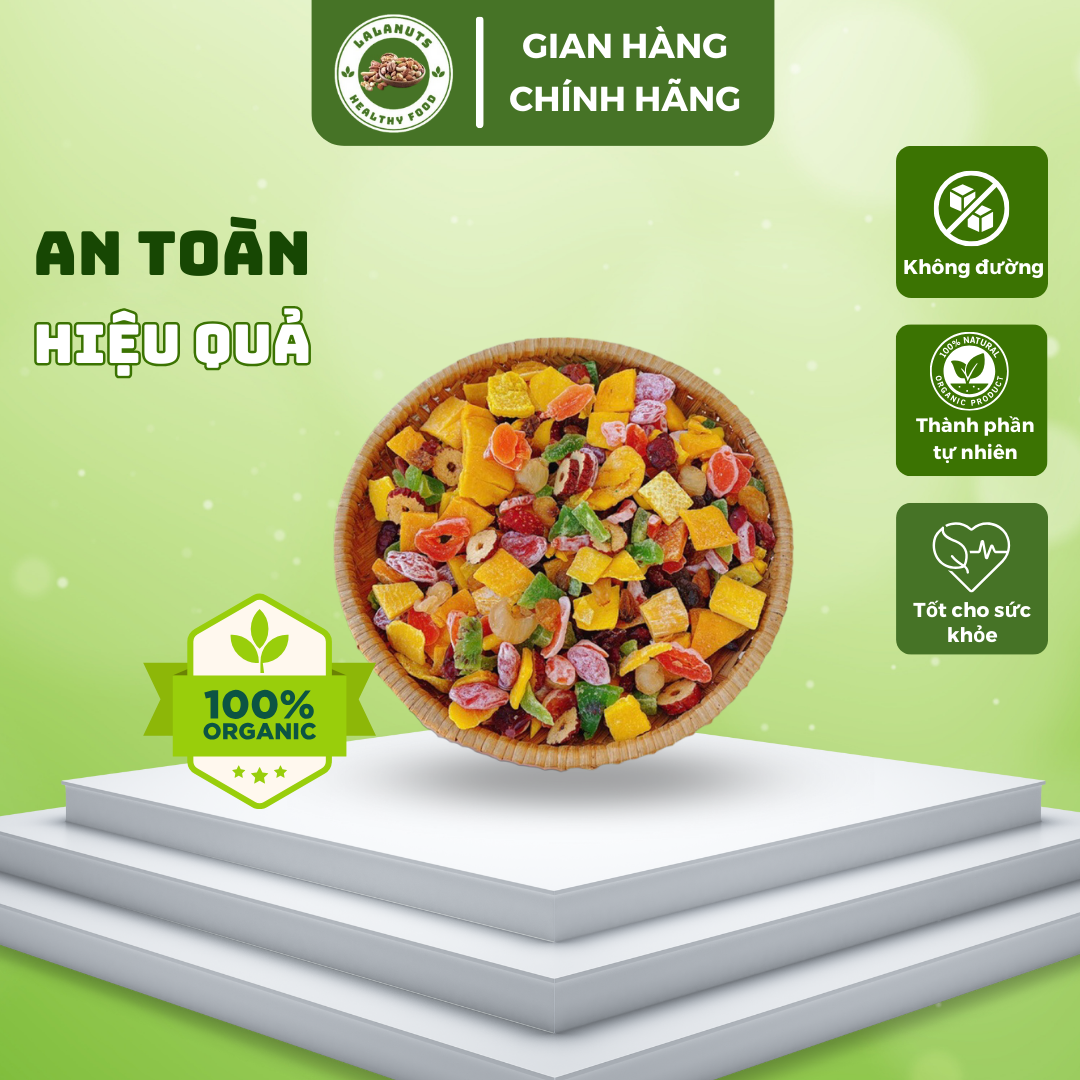 LALANUTS
HEALTHY FOOD
GIAN HÀNG
CHÍNH HÃNG
AN TOÀN
HIỆU QUẢ
Không đường
100% NATURAL
ORGANIC PRODUCT
Thành phần
tự nhiên
Tốt cho sức
khỏe
100%
ORGANIC